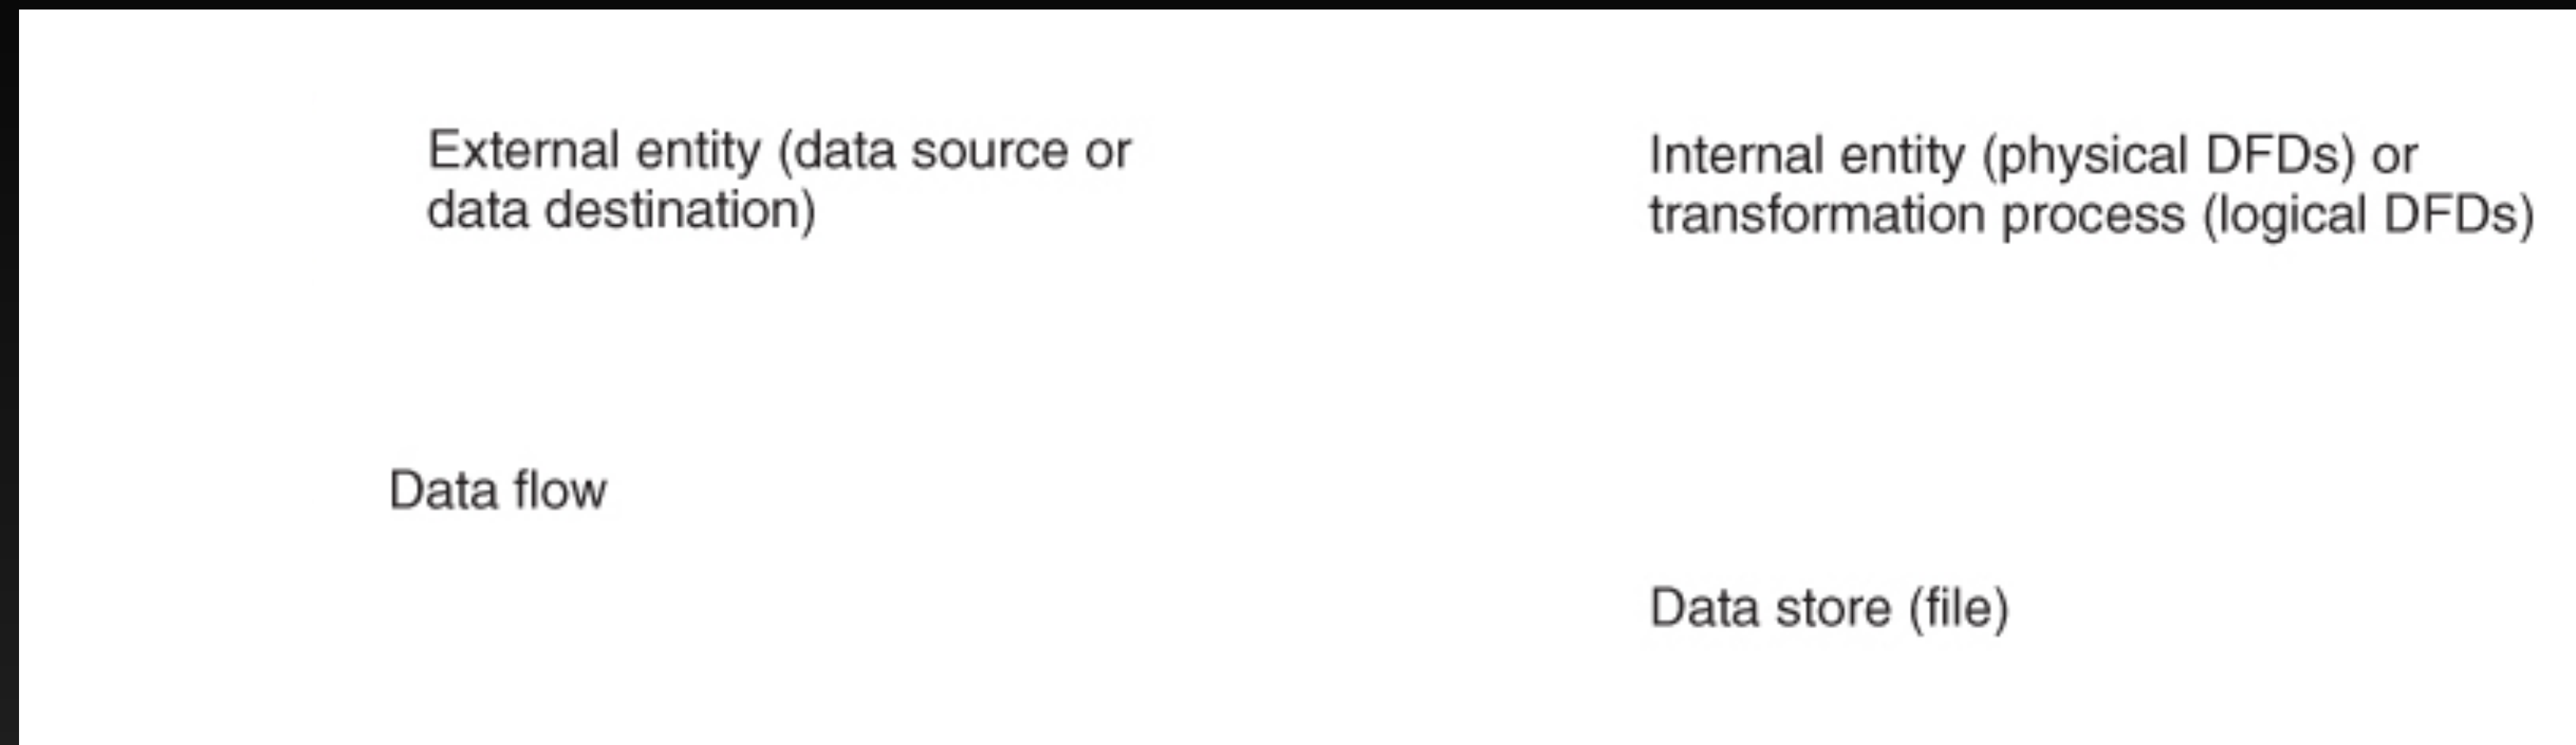 External entity (data source or
data destination)
Internal entity (physical DFDs) or
transformation process (logical DFDs)
Data flow
Data store (file)